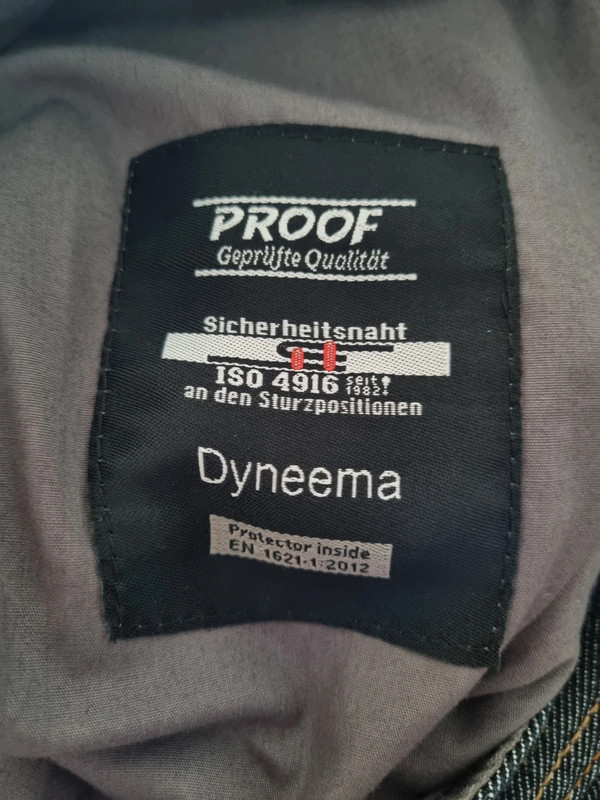 PROOF
Geprüfte Qualität
Sicherheitsnaht
ISO 4916 seit 1982!
an den Sturzpositionen
Dyneema
Protector inside
EN 1621-1:2012